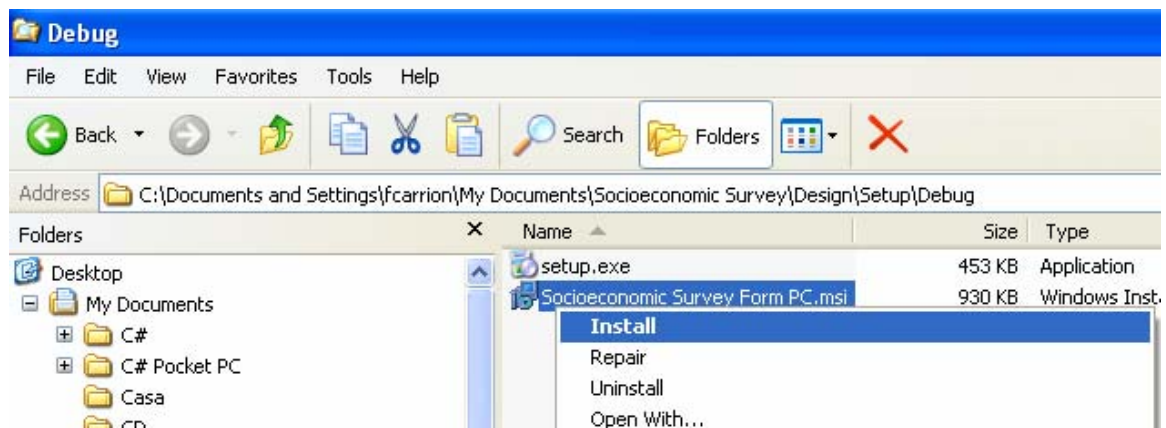 Debug
File Edit View Favorites Tools Help
Back Search Folders
Address C:\Documents and Settings\fcarrion\My Documents\Socioeconomic Survey\Design\Setup\Debug
Folders Name Size Type
Desktop setup.exe 453 KB Application
My Documents Socioeconomic Survey Form PC.msi 930 KB Windows Inst
C# Install
C# Pocket PC Repair
Casa Uninstall
CD Open With...